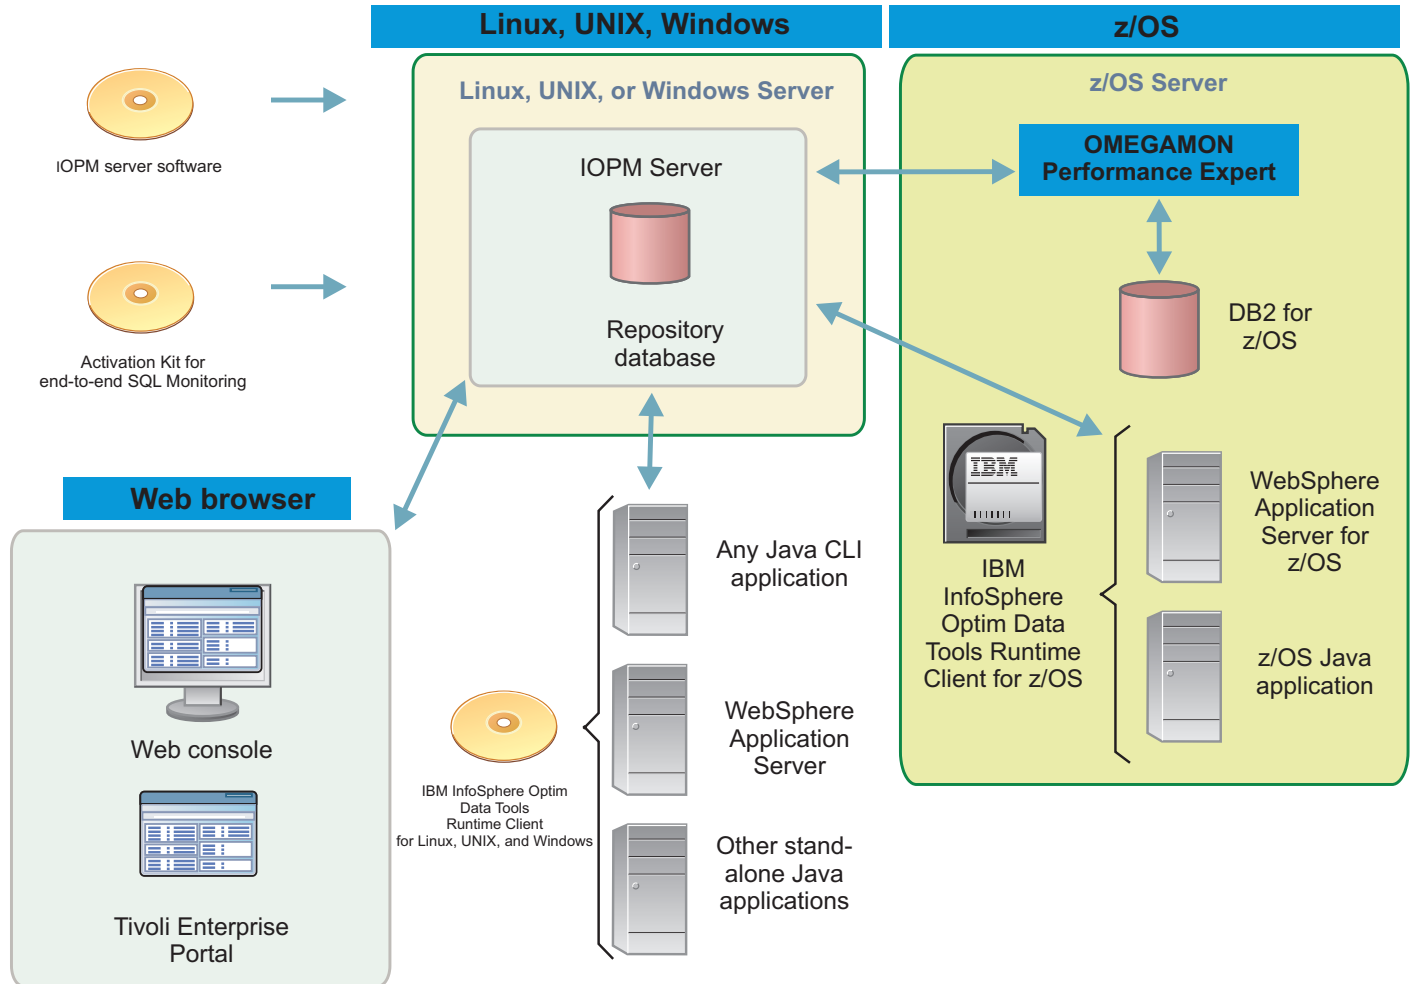 Linux, UNIX, Windows
z/OS
Linux, UNIX, or Windows Server
z/OS Server
IOPM server software
IOPM Server
OMEGAMON
Performance Expert
Repository
database
DB2 for
z/OS
Activation Kit for
end-to-end SQL Monitoring
Web browser
Web console
Tivoli Enterprise
Portal
IBM InfoSphere Optim
Data Tools
Runtime Client
for Linux, UNIX, and Windows
Any Java CLI
application
WebSphere
Application
Server
Other stand-
alone Java
applications
IBM
IBM
InfoSphere
Optim Data
Tools Runtime
Client for z/OS
WebSphere
Application
Server for
z/OS
z/OS Java
application